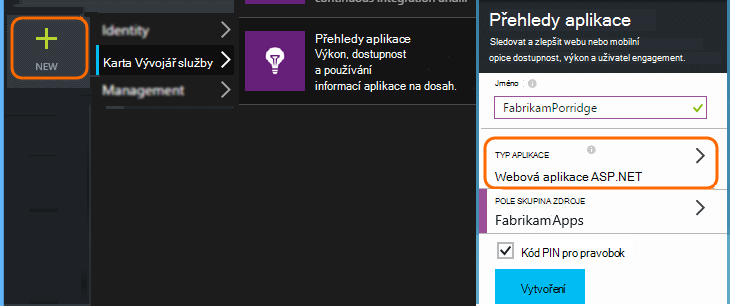 NEW
Identity
Karta Vývojář služby
Management
Přehledy aplikace
Výkon, dostupnost
a používání
informací aplikace na dosah.
Přehledy aplikace
Sledovat a zlepšit webu nebo mobilní
opice dostupnost, výkon a uživatel engagement.
Jméno
FabrikamPorridge
TYP APLIKACE
Webová aplikace ASP.NET
POLE SKUPINA ZDROJE
FabrikamApps
Kód PIN pro pravobok
Vytvoření